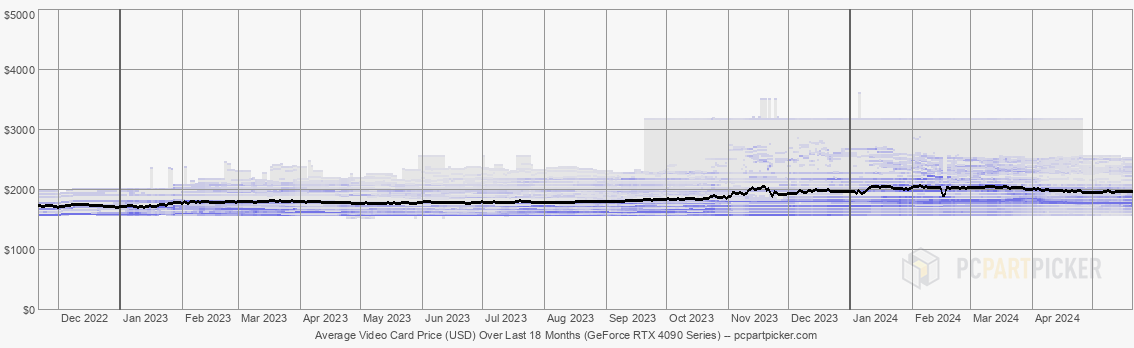 $5000
$4000
$3000
$2000
$1000
$0
PCPARTPICKER
Dec 2022 Jan 2023 Feb 2023 Mar 2023 Apr 2023 May 2023 Jun 2023 Jul 2023 Aug 2023 Sep 2023 Oct 2023 Nov 2023 Dec 2023 Jan 2024 Feb 2024 Mar 2024 Apr 2024
Average Video Card Price (USD) Over Last 18 Months (GeForce RTX 4090 Series) -- pcpartpicker.com